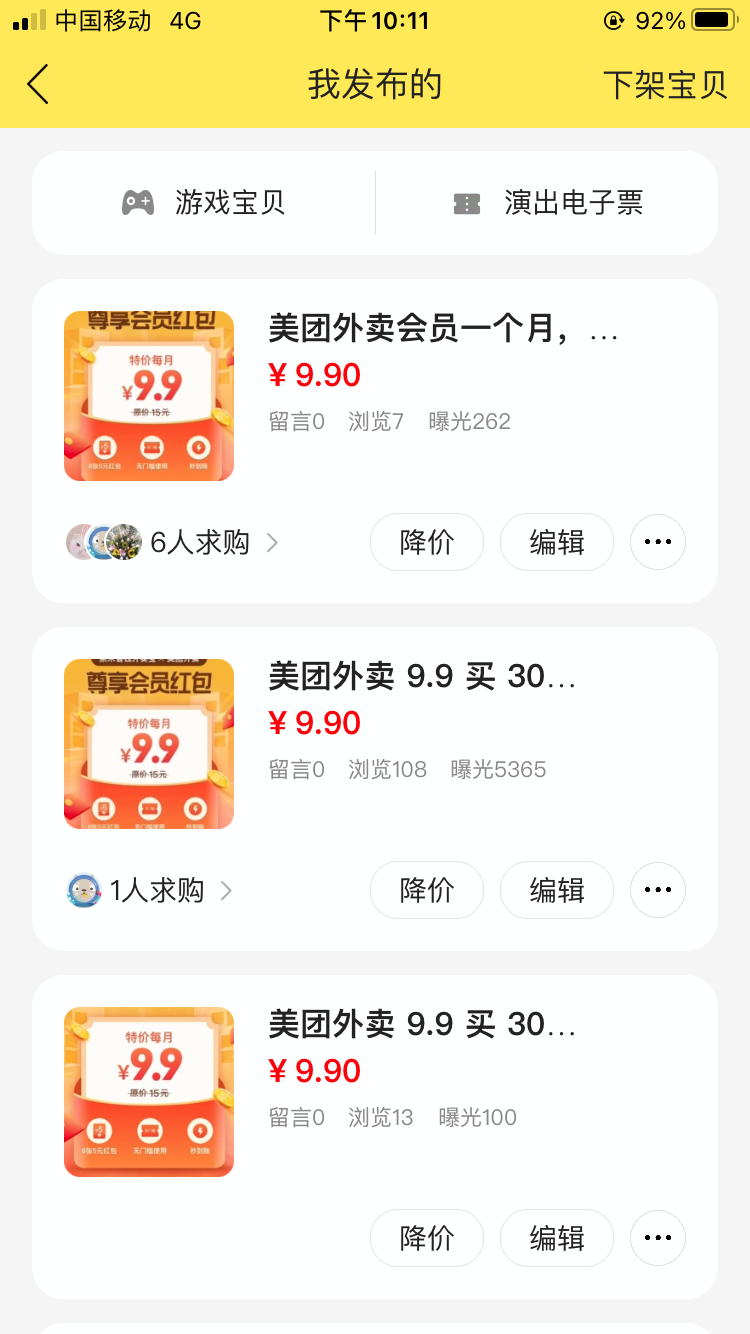 中国移动 4G 下午10:11 92%
我发布的 下架宝贝
游戏宝贝 演出电子票
尊享会员红包
特价每月
¥9.9
原价15元
6张5元红包 无门槛使用 秒到账
美团外卖会员一个月，...
¥ 9.90
留言0 浏览7 曝光262
6人求购 降价 编辑
尊享会员红包
特价每月
¥9.9
原价15元
美团外卖 9.9 买 30...
¥ 9.90
留言0 浏览108 曝光5365
1人求购 降价 编辑
特价每月
¥9.9
原价15元
6张5元红包 无门槛使用 秒到账
美团外卖 9.9 买 30...
¥ 9.90
留言0 浏览13 曝光100
降价 编辑